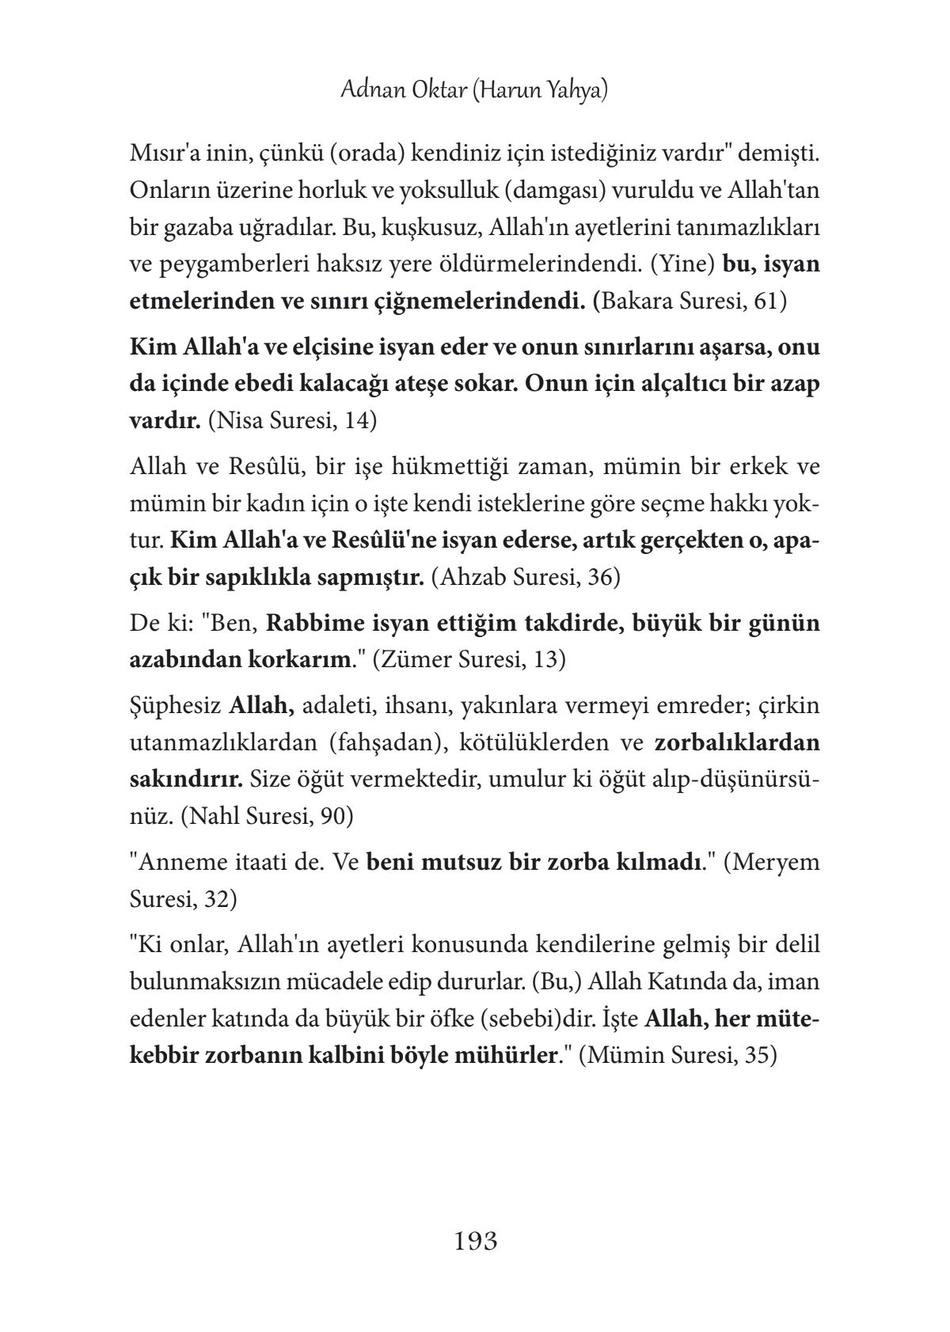 Adnan Oktar (Harun Yahya)
Mısır'a inin, çünkü (orada) kendiniz için istediğiniz vardır" demişti.
Onların üzerine horluk ve yoksulluk (damgası) vuruldu ve Allah'tan
bir gazaba uğradılar. Bu, kuşkusuz, Allah'ın ayetlerini tanımazlıkları
ve peygamberleri haksız yere öldürmelerindendi. (Yine) bu, isyan
etmelerinden ve sınırı çiğnemelerindendi. (Bakara Suresi, 61)
Kim Allah'a ve elçisine isyan eder ve onun sınırlarını aşarsa, onu
da içinde ebedi kalacağı ateşe sokar. Onun için alçaltıcı bir azap
vardır. (Nisa Suresi, 14)
Allah ve Resûlü, bir işe hükmettiği zaman, mümin bir erkek ve
mümin bir kadın için o işte kendi isteklerine göre seçme hakkı yok-
tur. Kim Allah'a ve Resûlü'ne isyan ederse, artık gerçekten o, apa-
çık bir sapıklıkla sapmıştır. (Ahzab Suresi, 36)
De ki: "Ben, Rabbime isyan ettiğim takdirde, büyük bir günün
azabından korkarım." (Zümer Suresi, 13)
Şüphesiz Allah, adaleti, ihsanı, yakınlara vermeyi emreder; çirkin
utanmazlıklardan (fahşadan), kötülüklerden ve zorbalıklardan
sakındırır. Size öğüt vermektedir, umulur ki öğüt alıp-düşünürsü-
nüz. (Nahl Suresi, 90)
"Anneme itaati de. Ve beni mutsuz bir zorba kılmadı." (Meryem
Suresi, 32)
"Ki onlar, Allah'ın ayetleri konusunda kendilerine gelmiş bir delil
bulunmaksızın mücadele edip dururlar. (Bu,) Allah Katında da, iman
edenler katında da büyük bir öfke (sebebi)dir. İşte Allah, her müte-
kebbir zorbanın kalbini böyle mühürler." (Mümin Suresi, 35)
193